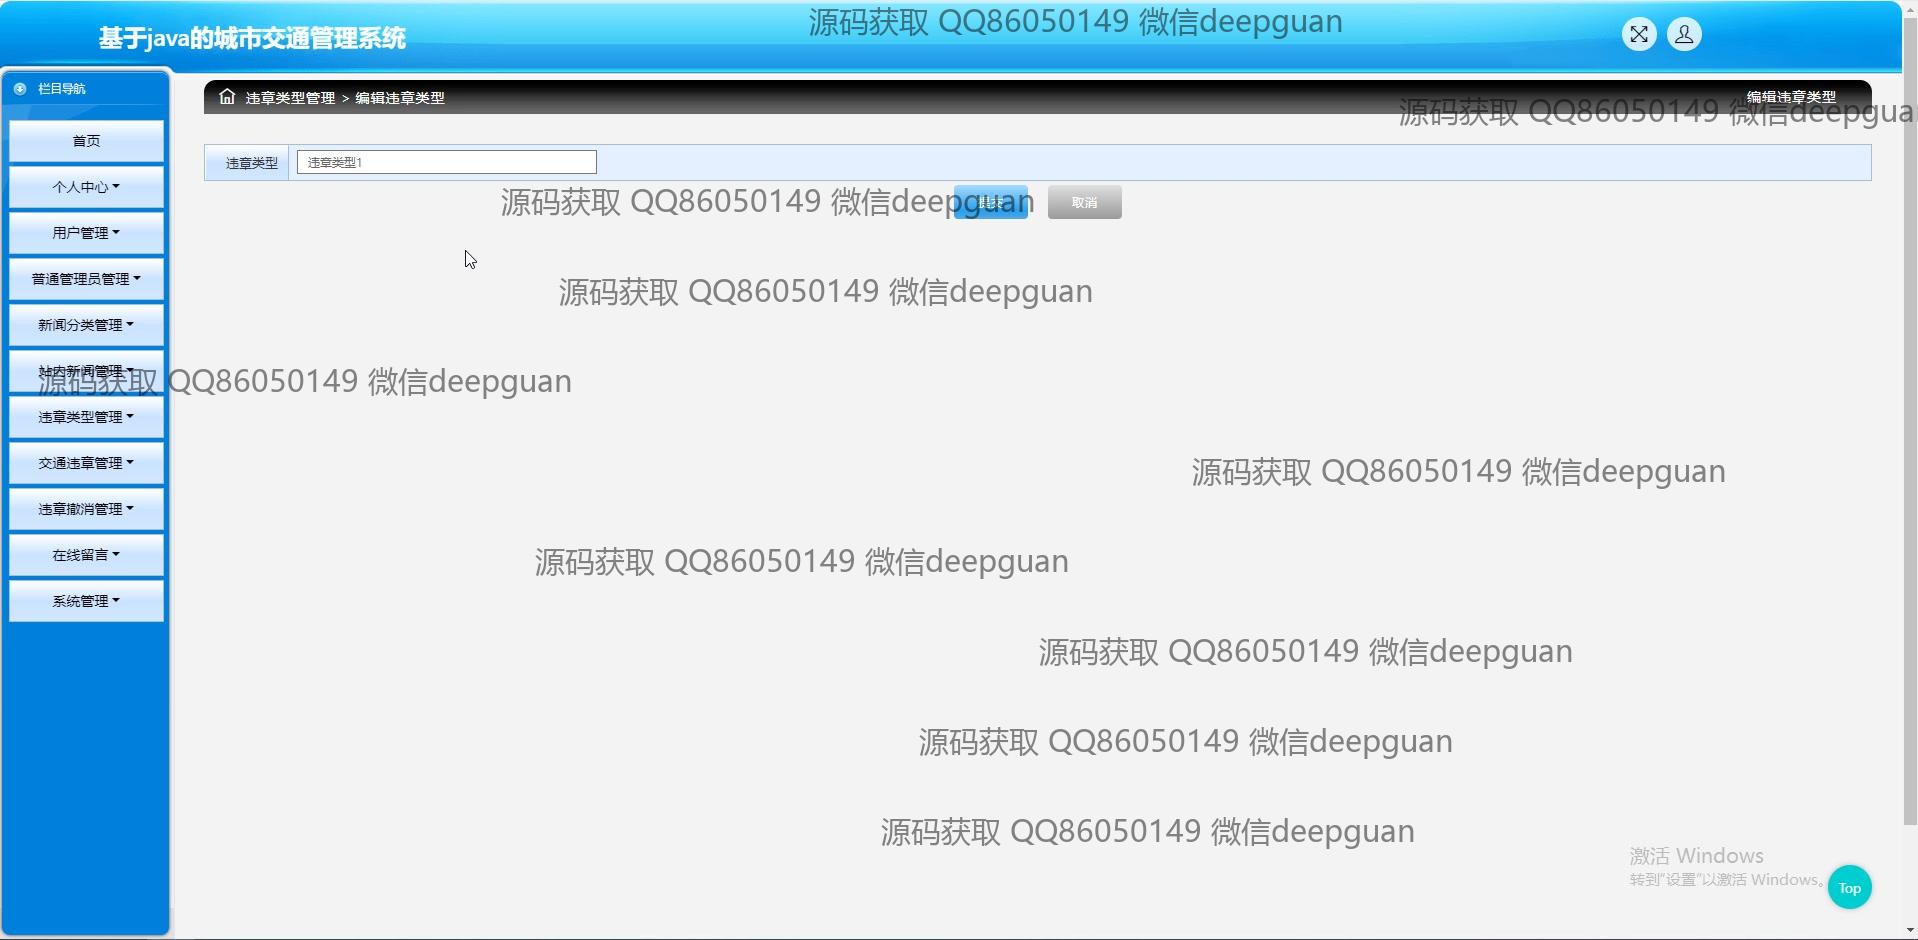 基于java的城市交通管理系统
源码获取 QQ86050149 微信deepguan
栏目导航
违章类型管理 > 编辑违章类型
编辑违章类型
源码获取 QQ86050149 微信deepgua
首页
违章类型
违章类型1
个人中心
源码获取 QQ86050149 微信deepguan
提交
取消
用户管理
普通管理员管理
源码获取 QQ86050149 微信deepguan
新闻分类管理
站内新闻管理
源码获取 QQ86050149 微信deepguan
违章类型管理
交通违章管理
源码获取 QQ86050149 微信deepguan
违章撤消管理
在线留言
源码获取 QQ86050149 微信deepguan
系统管理
源码获取 QQ86050149 微信deepguan
源码获取 QQ86050149 微信deepguan
源码获取 QQ86050149 微信deepguan
激活 Windows
转到"设置"以激活 Windows。
Top